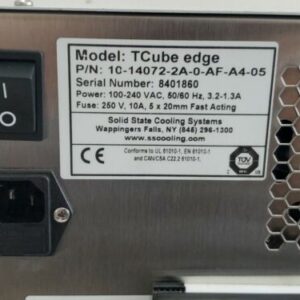 Model: TCube edge
P/N: 10-14072-2A-0-AF-A4-05
Serial Number: 8401860
Power: 100-240 VAC, 50/60 Hz, 3.2-1.3A
Fuse: 250 V, 10A, 5 x 20mm Fast Acting
Solid State Cooling Systems
Wappingers Falls, NY (845) 296-1300
www.sscooling.com
CE
Conforms to UL 61010-1, EN 61010-1
and CAN/CSA C22.2 61010-1.
TUV